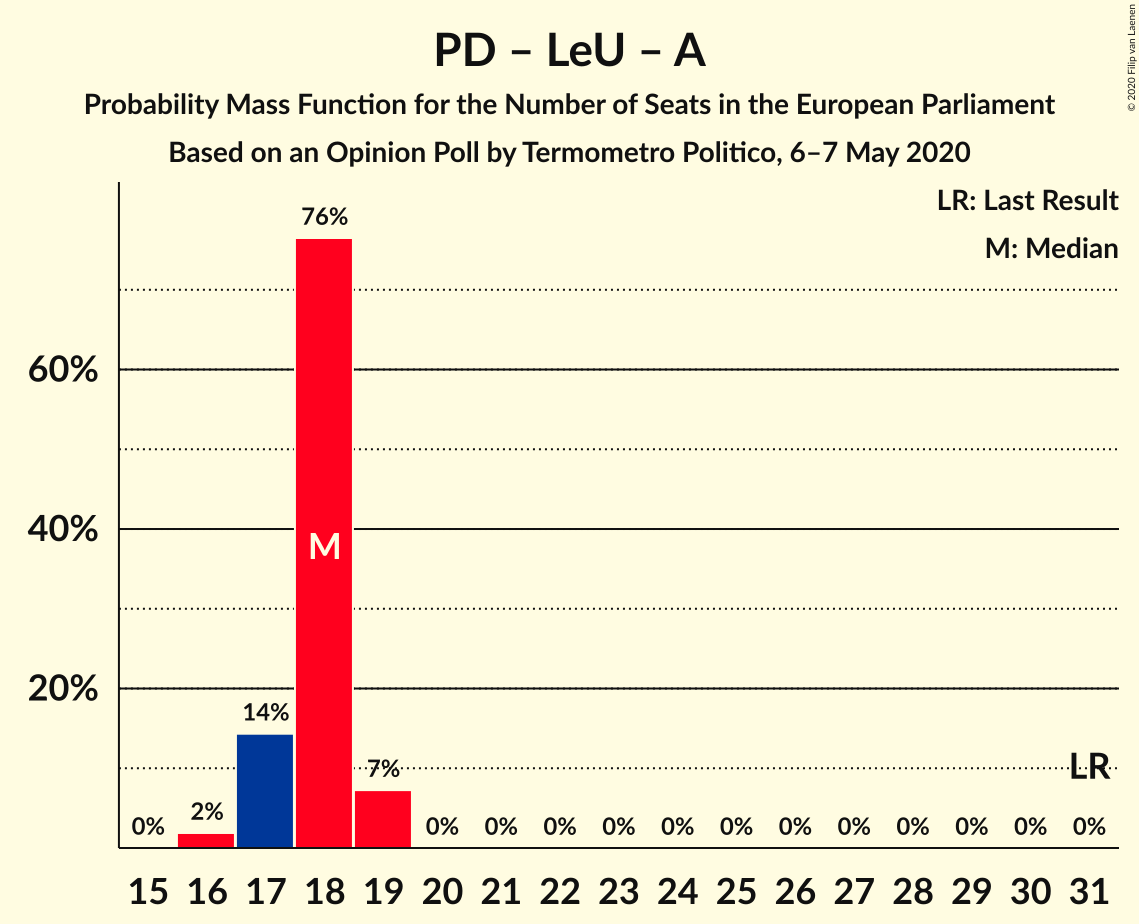 PD – LeU – A
Probability Mass Function for the Number of Seats in the European Parliament
Based on an Opinion Poll by Termometro Politico, 6–7 May 2020
© 2020 Filip van Laenen
LR: Last Result
M: Median
76%
60%
40%
M
20%
14%
7%
LR
0% 2% 0% 0% 0% 0% 0% 0% 0% 0% 0% 0% 0% 0%
15 16 17 18 19 20 21 22 23 24 25 26 27 28 29 30 31